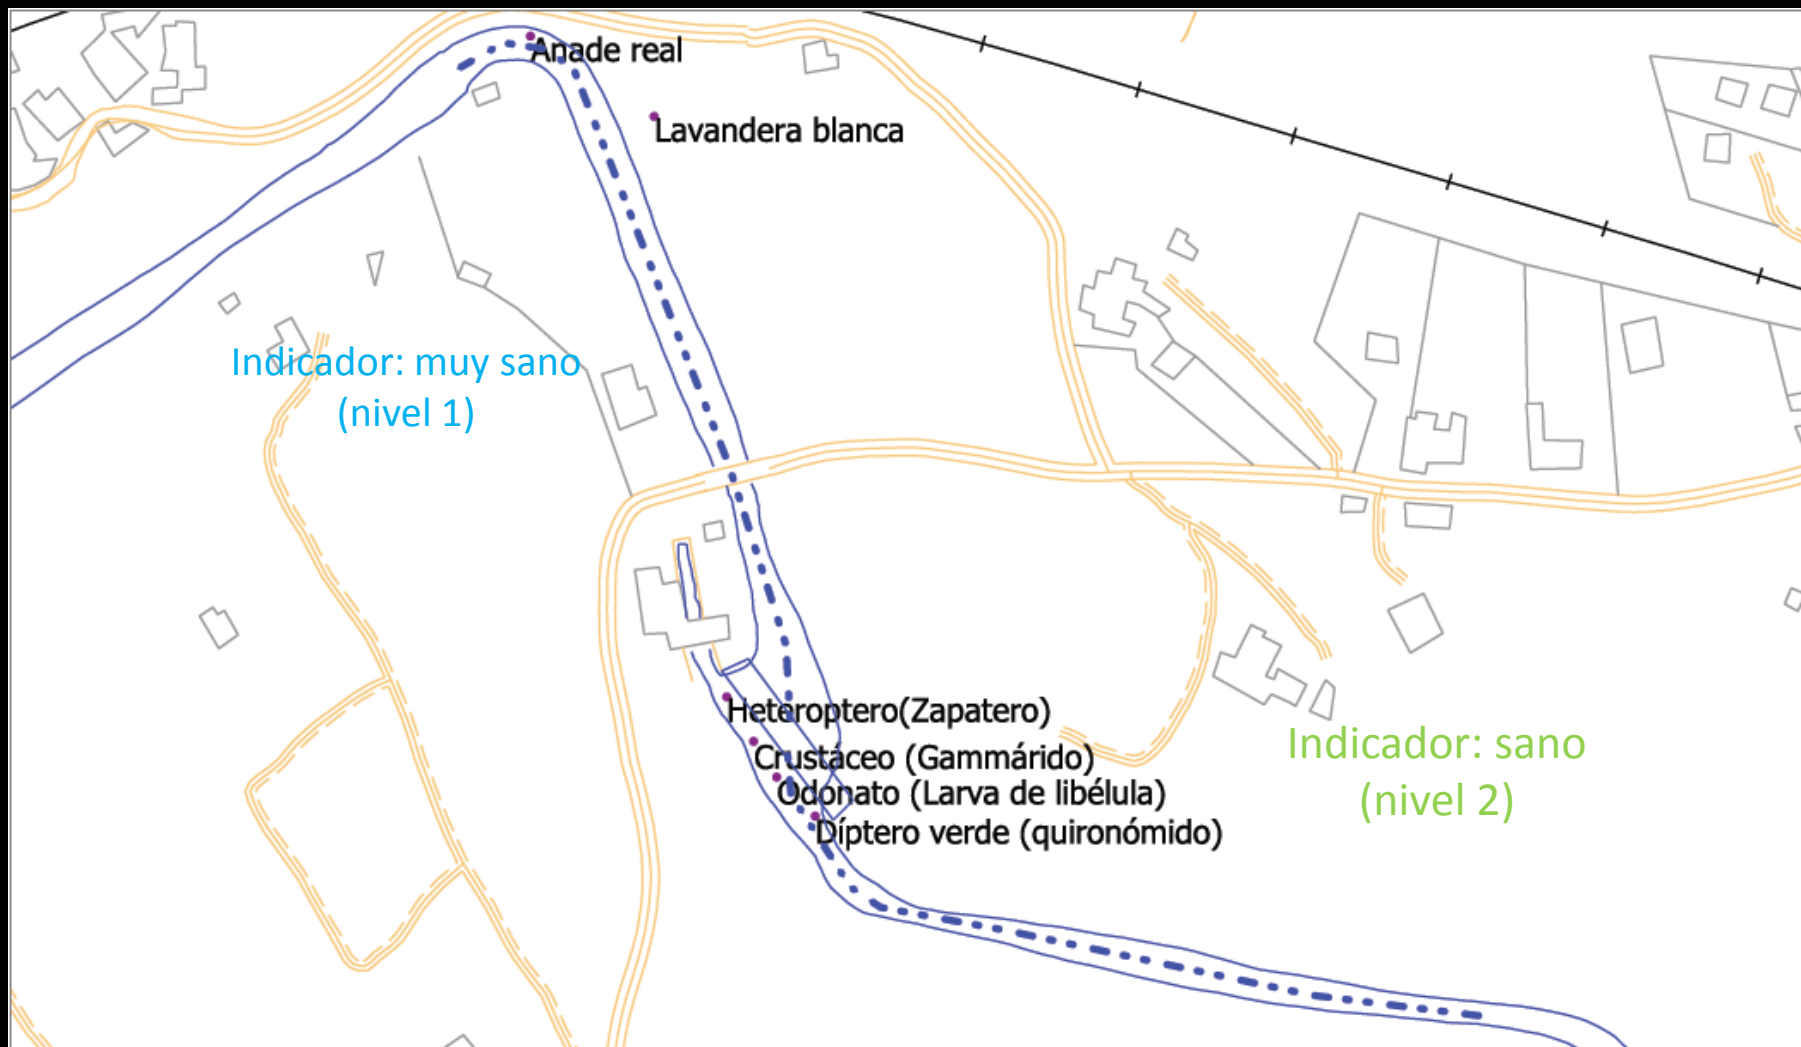 Anade real
Lavandera blanca
Indicador: muy sano
(nivel 1)
Heteroptero(Zapatero)
Crustáceo (Gammárido)
Odonato (Larva de libélula)
Díptero verde (quironómido)
Indicador: sano
(nivel 2)